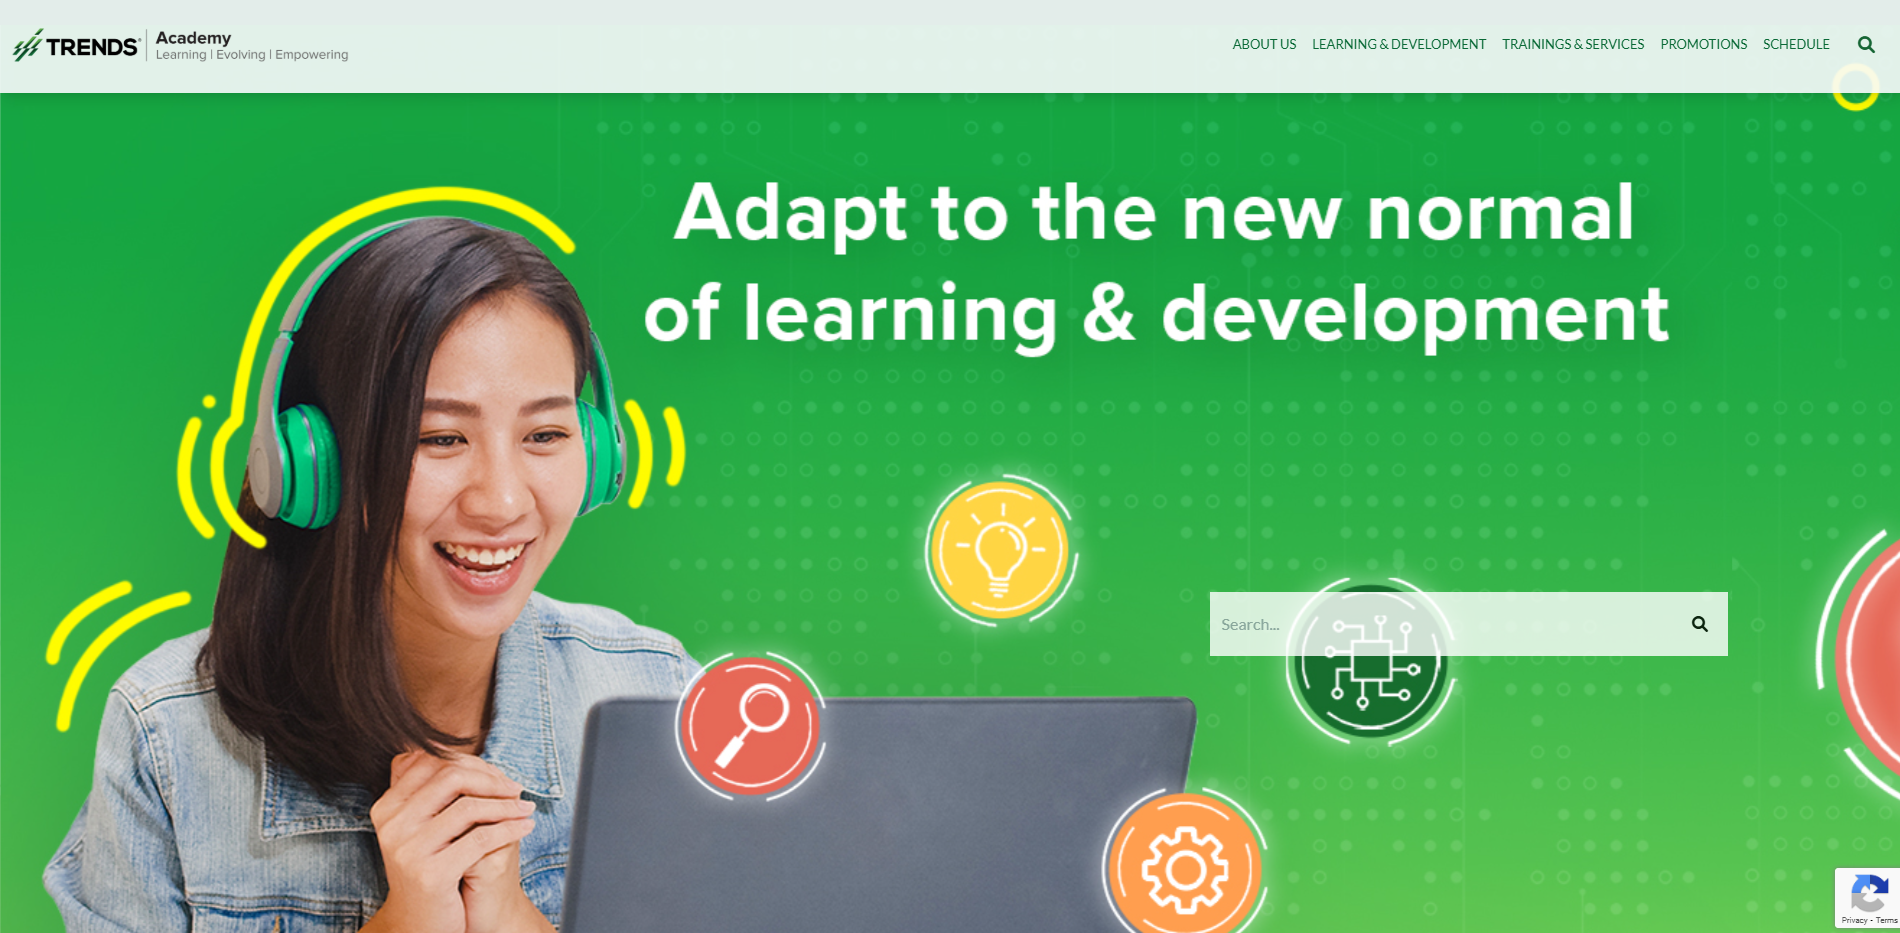 TRENDS
Academy
Learning | Evolving | Empowering
ABOUT US LEARNING & DEVELOPMENT TRAININGS & SERVICES PROMOTIONS SCHEDULE
Adapt to the new normal
of learning & development
Search...
Privacy - Terms